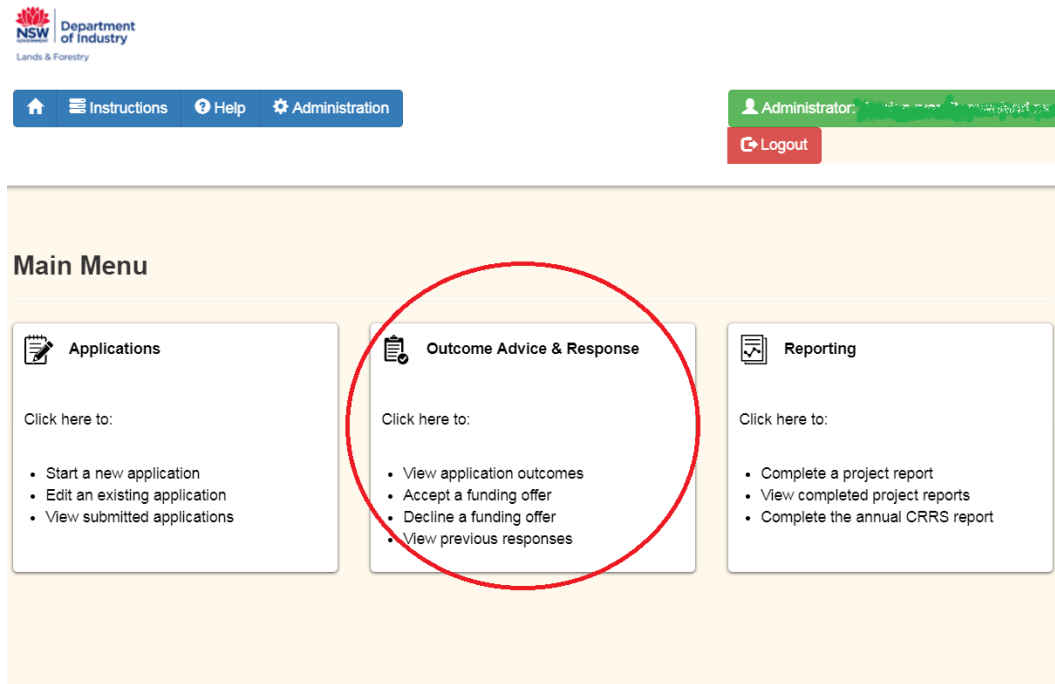 NSW
GOVERNMENT
Department
of Industry
Lands & Forestry
Instructions
Help
Administration
Administrator:
Logout
Main Menu
Applications
Click here to:
• Start a new application
• Edit an existing application
• View submitted applications
Outcome Advice & Response
Click here to:
• View application outcomes
• Accept a funding offer
• Decline a funding offer
• View previous responses
Reporting
Click here to:
• Complete a project report
• View completed project reports
• Complete the annual CRRS report